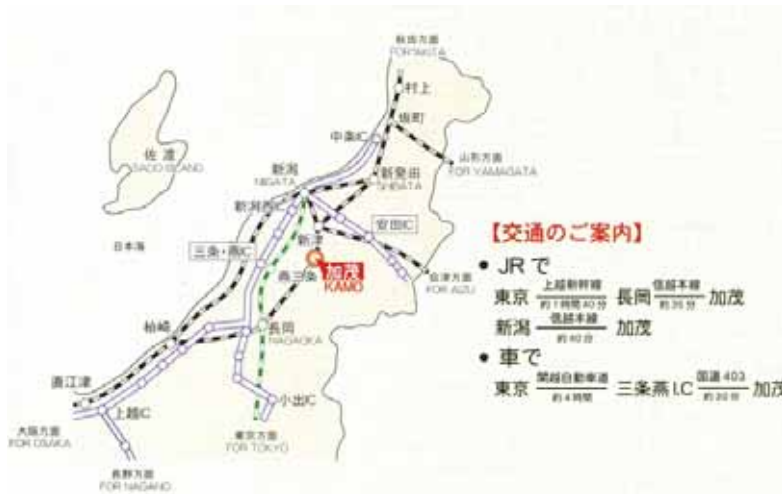 秋田方面
FOR AKITA
村上
坂町
中条IC
山形方面
FOR YAMAGATA
佐渡
SADO ISLAND
新潟
NIIGATA
新発田
SHIBATA
新潟西IC
安田IC
新津
日本海
三条・燕IC
燕三条
加茂
KAMO
会津方面
FOR AIZU
柏崎
長岡
NAGAOKA
直江津
上越IC
小出IC
大阪方面
FOR OSAKA
東京方面
FOR TOKYO
長野方面
FOR NAGANO
【交通のご案内】
● JRで
東京 上越新幹線 約1時間40分 長岡 信越本線 約35分 加茂
新潟 信越本線 約40分 加茂
● 車で
東京 関越自動車道 約4時間 三条燕I.C 国道403 約20分 加茂